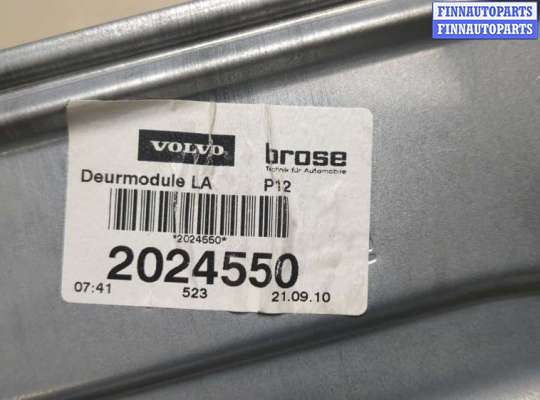 FINNAUTOPARTS
FINNAUTOPARTS
VOLVO brose
Technik für Automobile
Deurmodule LA P12
*2024550*
2024550
07:41 523 21.09.10